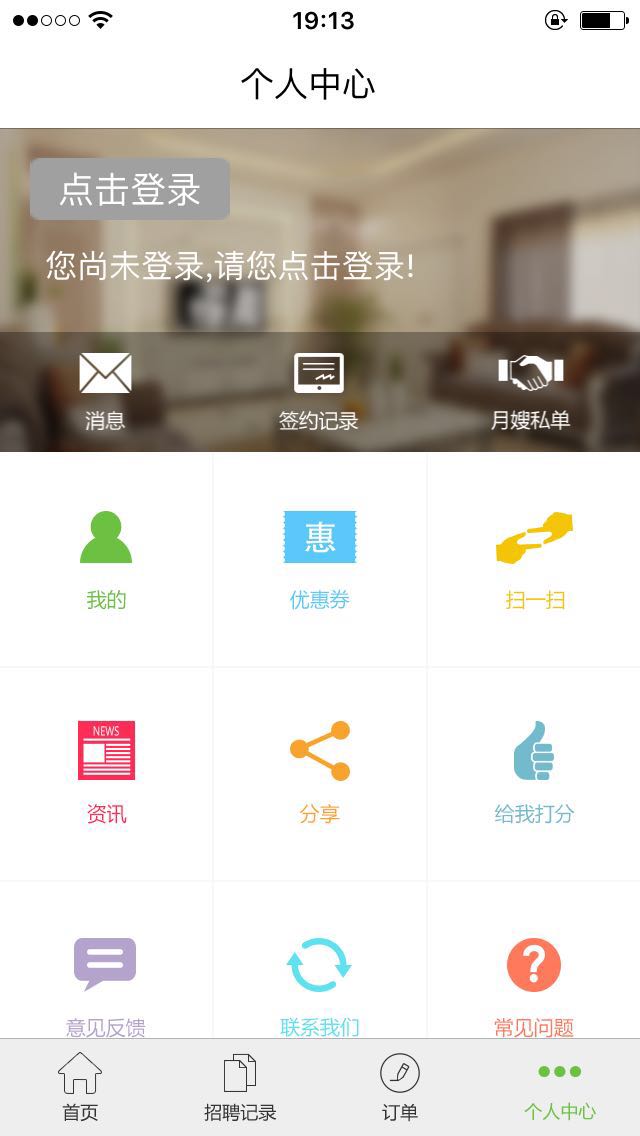 19:13
个人中心
点击登录
您尚未登录,请您点击登录!
消息
签约记录
月嫂私单
惠
我的
优惠券
扫一扫
NEWS
资讯
分享
给我打分
?
意见反馈
联系我们
常见问题
首页
招聘记录
订单
个人中心